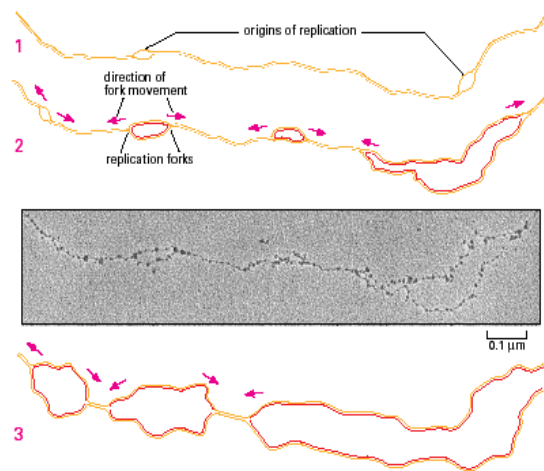 1
origins of replication
direction of
fork movement
2
replication forks
0.1 µm
3